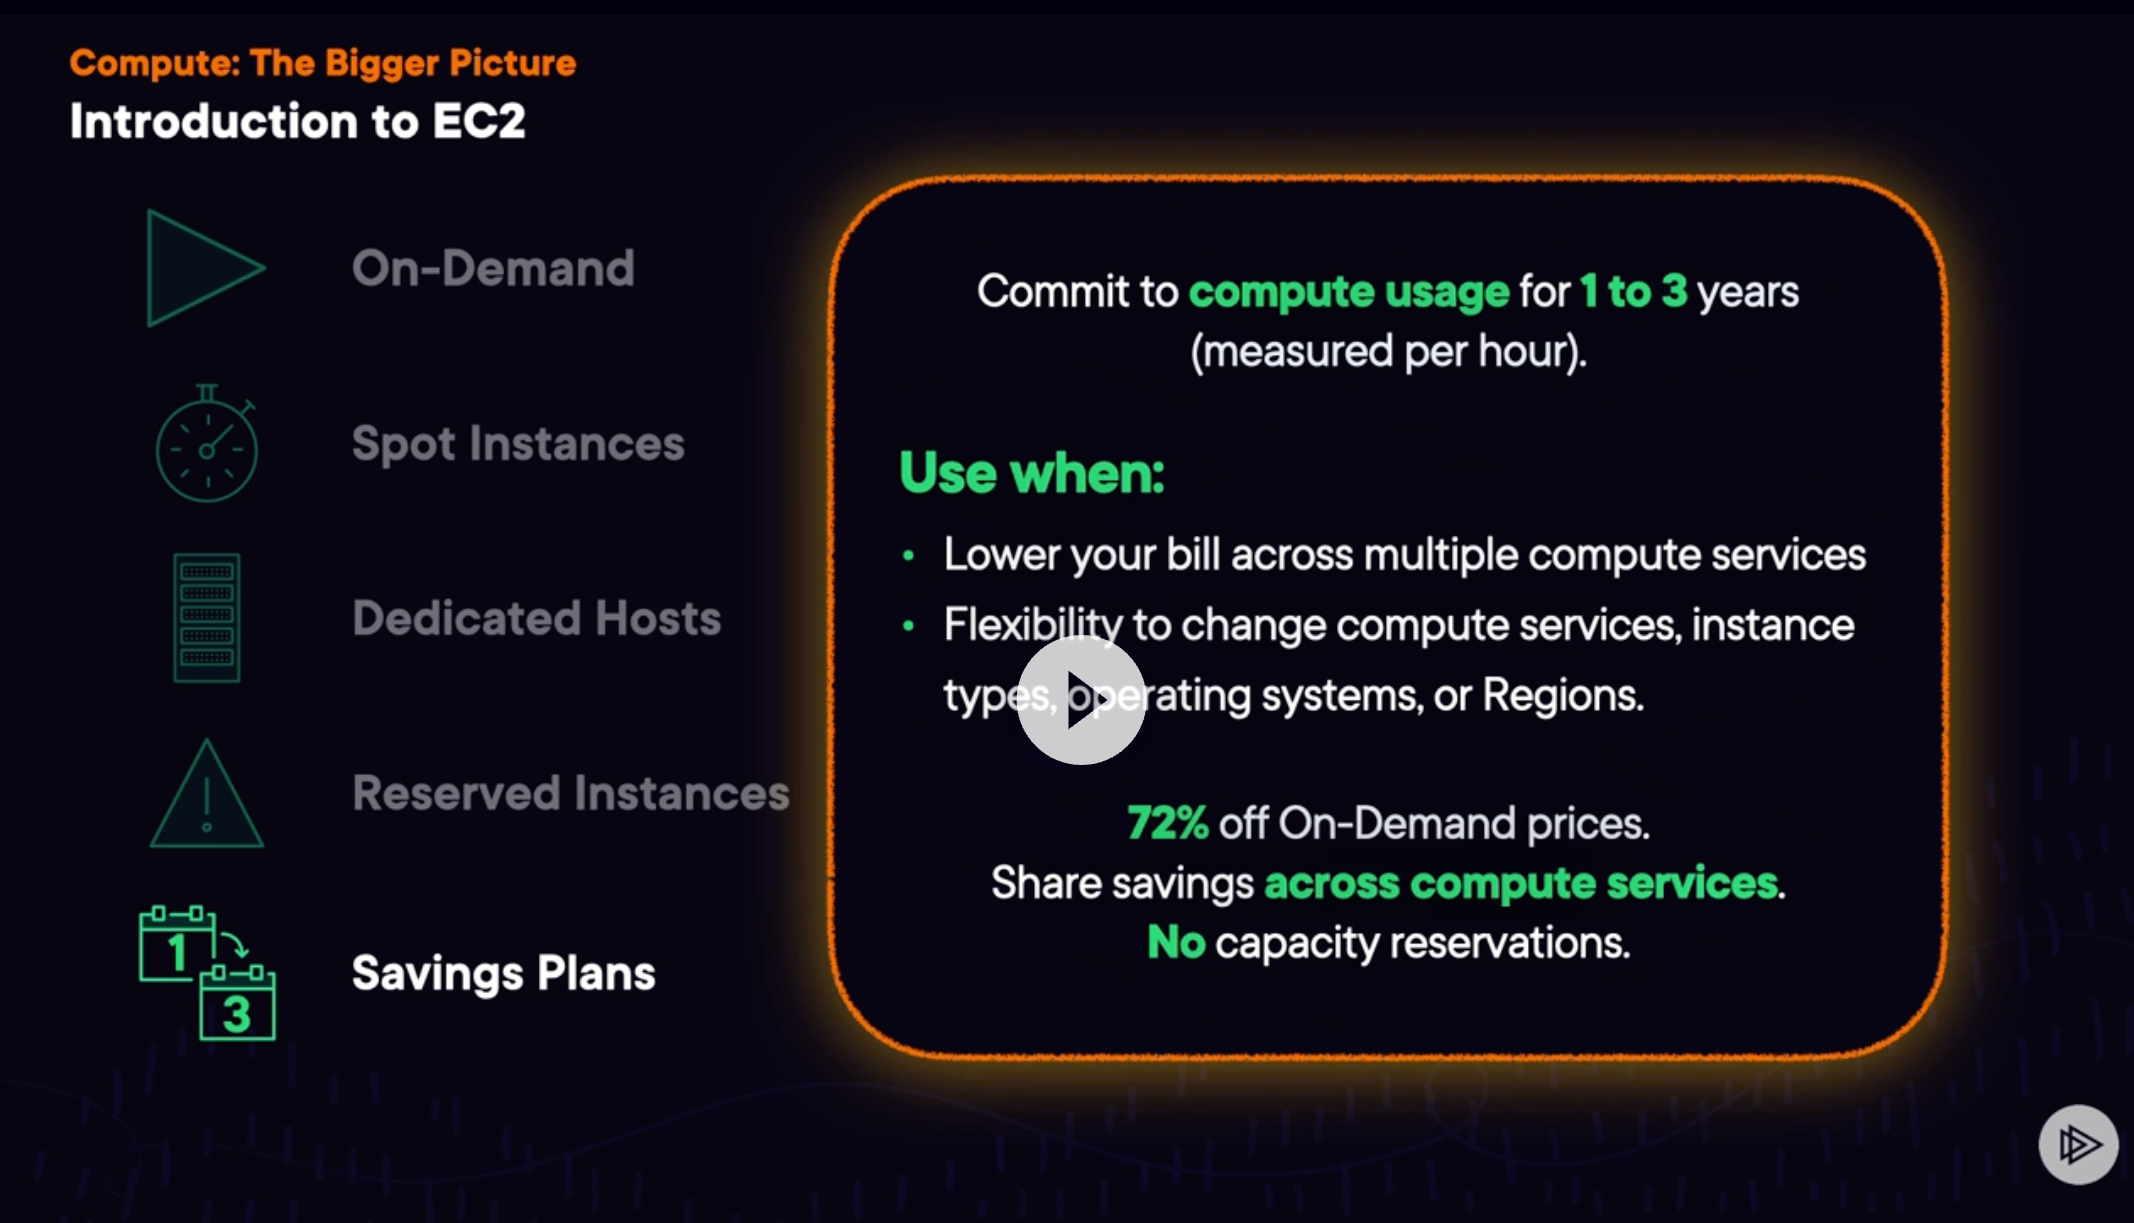 Compute: The Bigger Picture
Introduction to EC2
On-Demand
Spot Instances
Dedicated Hosts
Reserved Instances
1
3
Savings Plans
Commit to compute usage for 1 to 3 years
(measured per hour).
Use when:
• Lower your bill across multiple compute services
• Flexibility to change compute services, instance
types, operating systems, or Regions.
72% off On-Demand prices.
Share savings across compute services.
No capacity reservations.